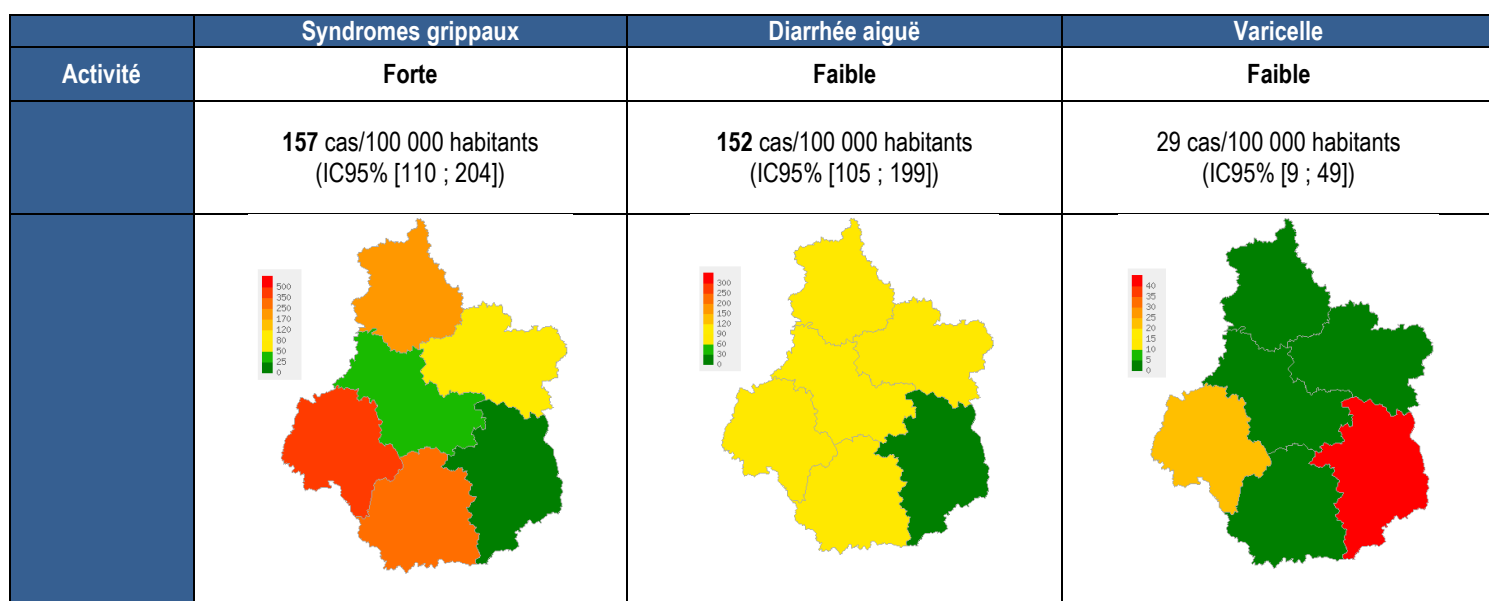 Syndromes grippaux
Diarrhée aiguë
Varicelle
Activité
Forte
Faible
Faible
157 cas/100 000 habitants
(IC95% [110 ; 204])
152 cas/100 000 habitants
(IC95% [105 ; 199])
29 cas/100 000 habitants
(IC95% [9 ; 49])
500
350
250
170
120
80
50
25
0
300
250
200
150
120
90
60
30
0
40
35
30
25
20
15
10
5
0